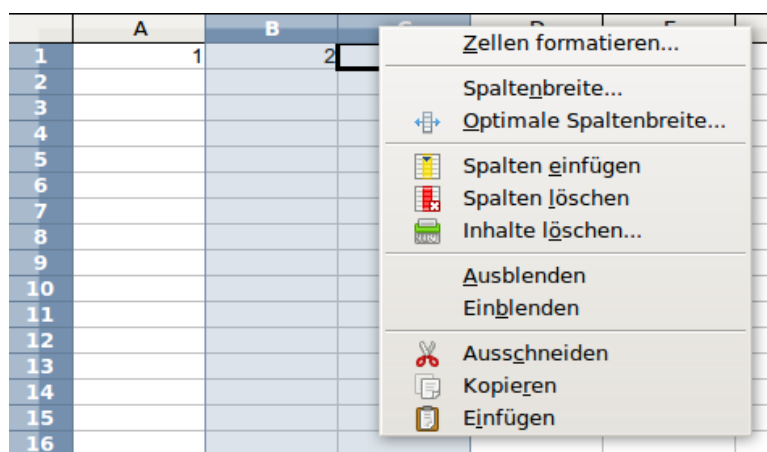 A B
1 1 2
2
3
4
5
6
7
8
9
10
11
12
13
14
15
16
Zellen formatieren...
Spaltenbreite...
Optimale Spaltenbreite...
Spalten einfügen
Spalten löschen
Inhalte löschen...
Ausblenden
Einblenden
Ausschneiden
Kopieren
Einfügen